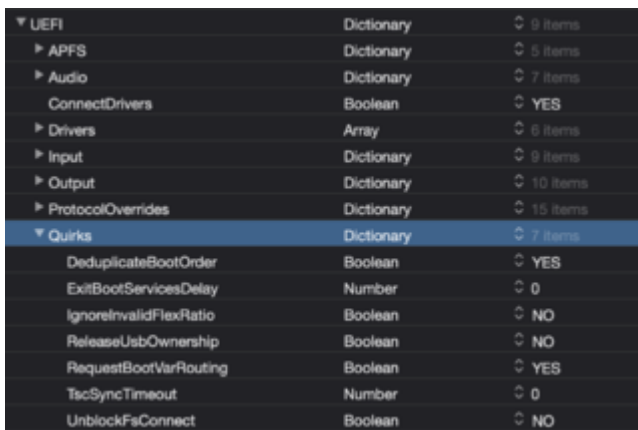 UEFI Dictionary 9 items
APFS Dictionary 5 items
Audio Dictionary 7 items
ConnectDrivers Boolean YES
Drivers Array 6 items
Input Dictionary 9 items
Output Dictionary 10 items
ProtocolOverrides Dictionary 15 items
Quirks Dictionary 7 items
DeduplicateBootOrder Boolean YES
ExitBootServicesDelay Number 0
IgnoreInvalidFlexRatio Boolean NO
ReleaseUsbOwnership Boolean NO
RequestBootVarRouting Boolean YES
TscSyncTimeout Number 0
UnblockFsConnect Boolean NO